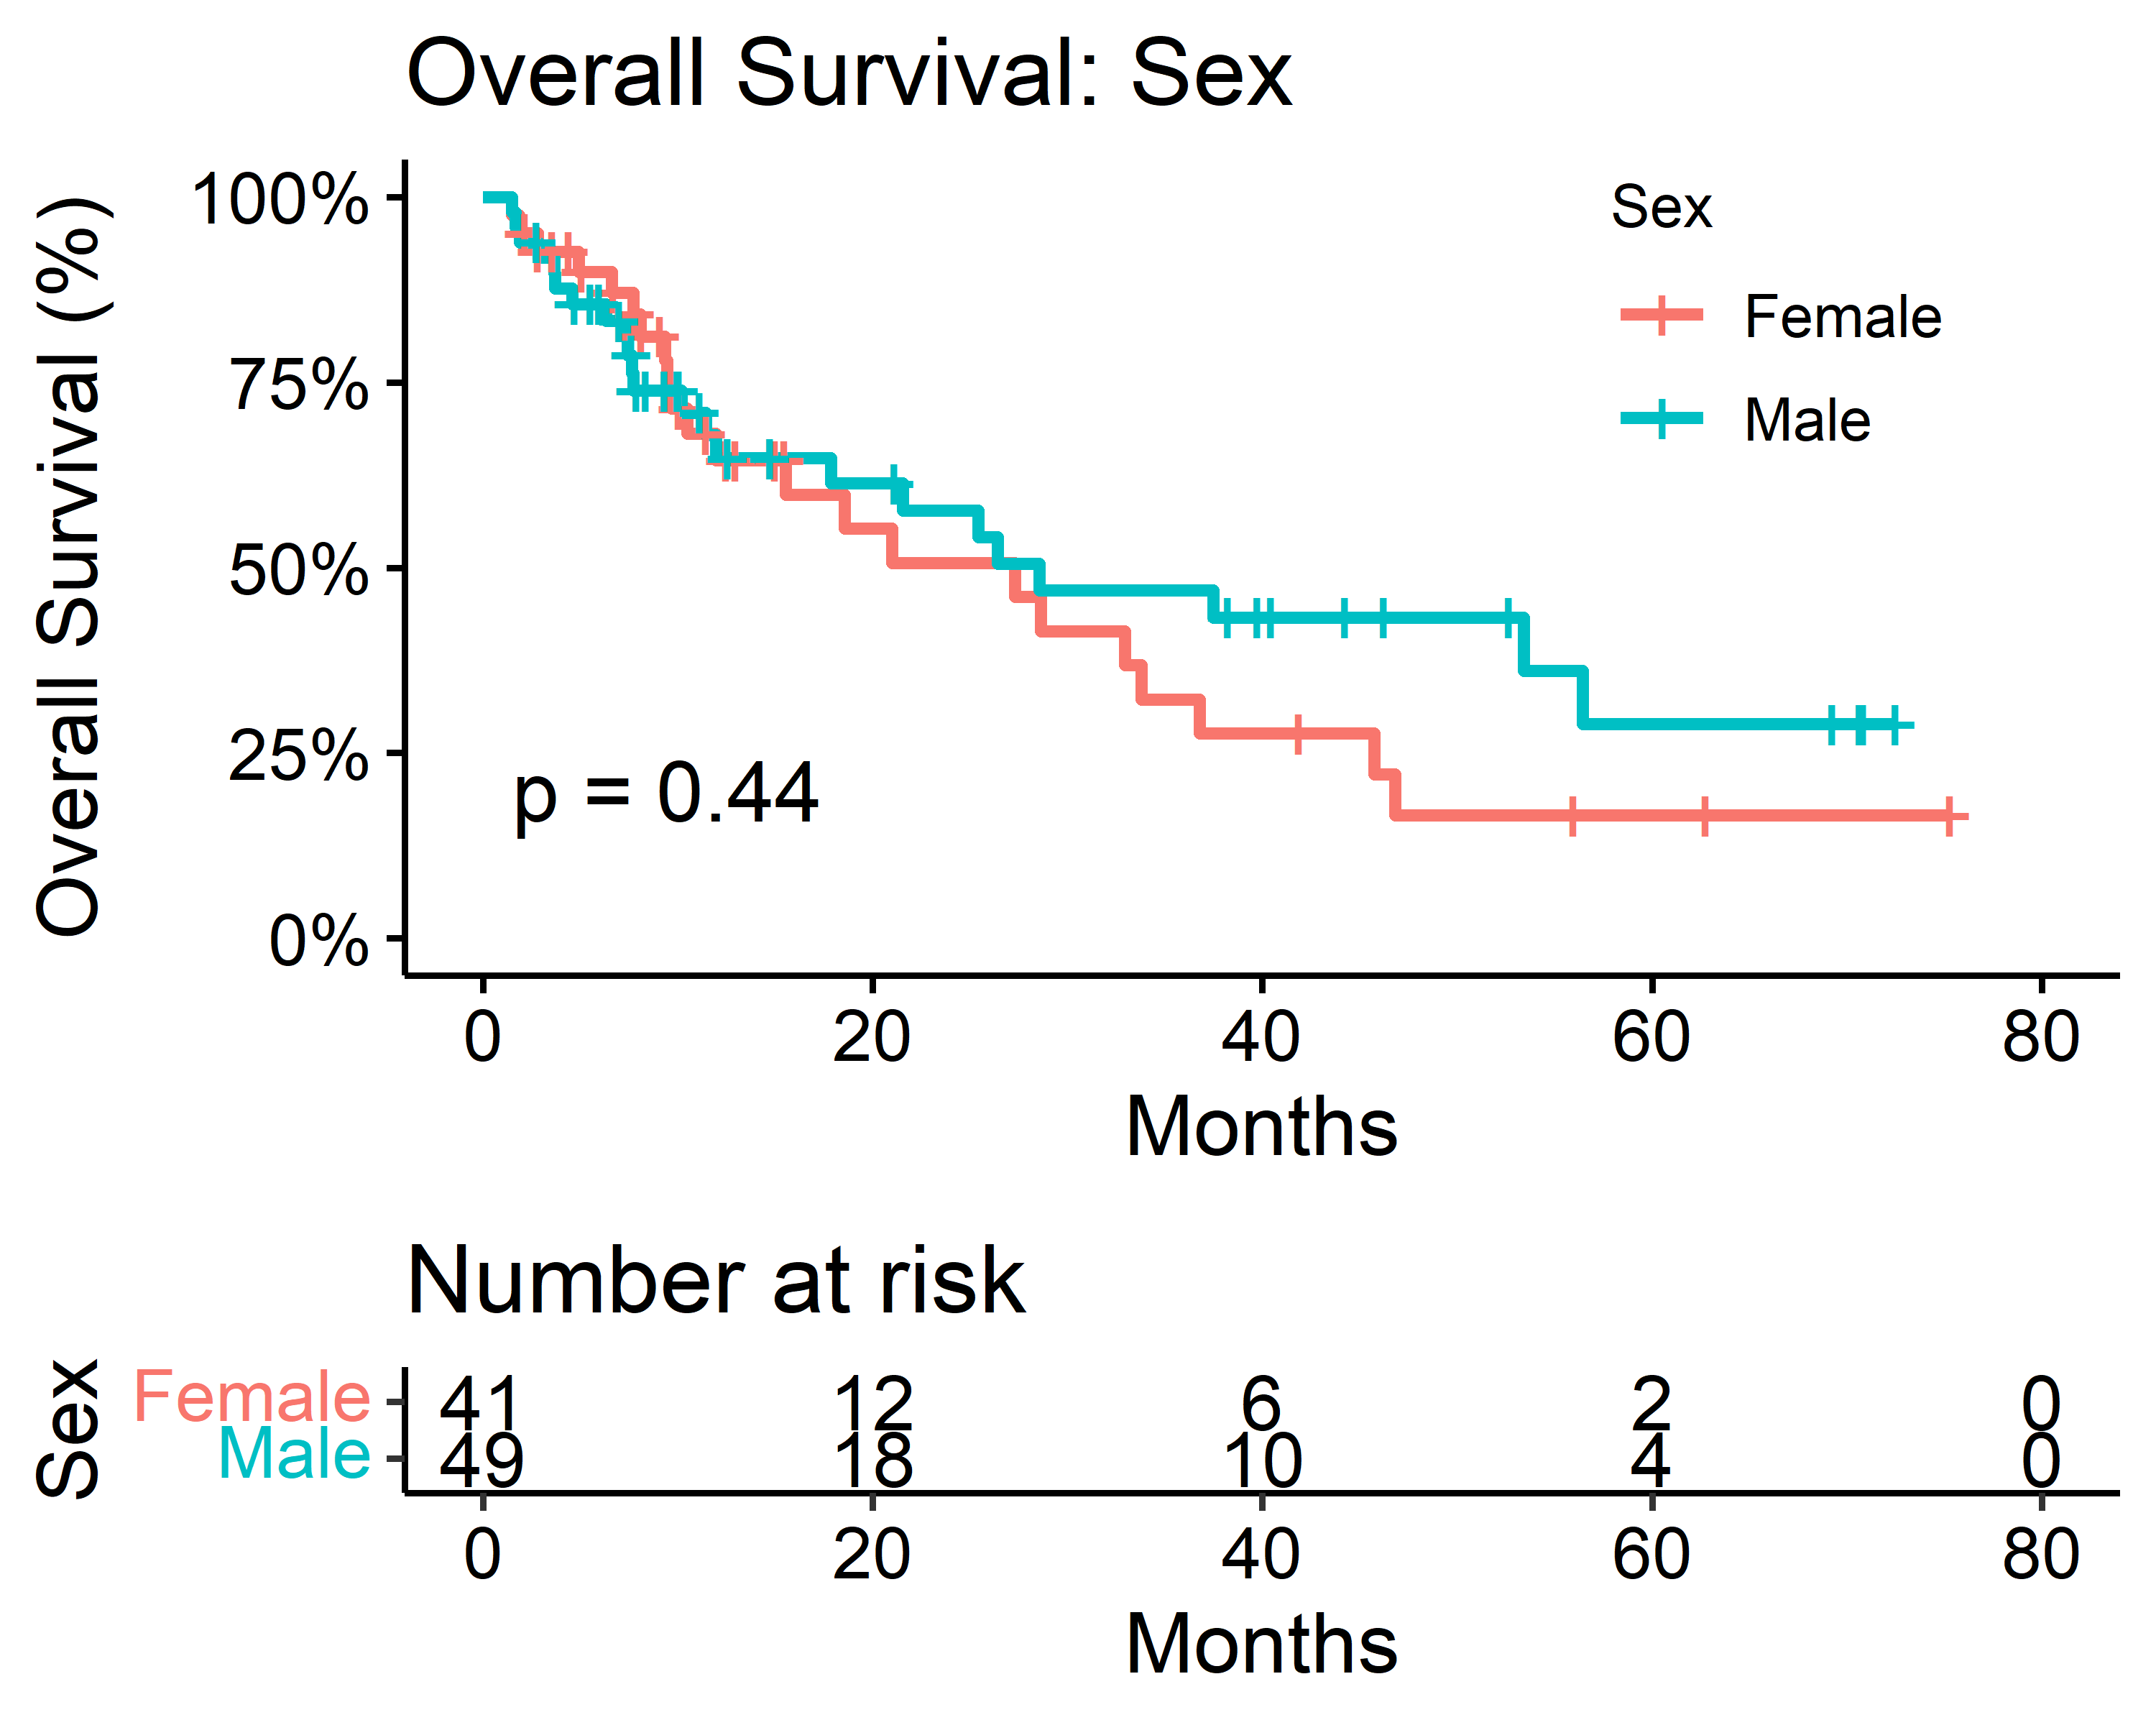 Overall Survival: Sex
Overall Survival (%)
100%
75%
50%
25%
0%
Sex
Female
Male
p = 0.44
0 20 40 60 80
Months
Number at risk
Sex
Female 41 12 6 2 0
Male 49 18 10 4 0
0 20 40 60 80
Months